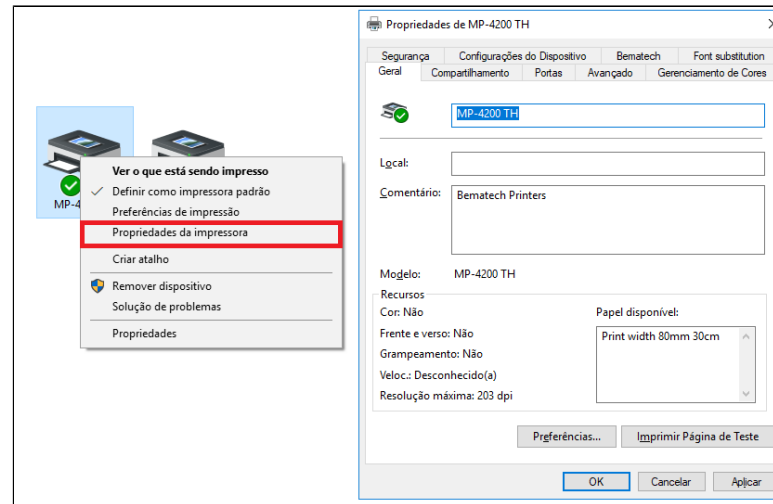 MP-4
Ver o que está sendo impresso
Definir como impressora padrão
Preferências de impressão
Propriedades da impressora
Criar atalho
Remover dispositivo
Solução de problemas
Propriedades
Propriedades de MP-4200 TH
Segurança Configurações do Dispositivo Bematech Font substitution
Geral Compartilhamento Portas Avançado Gerenciamento de Cores
MP-4200 TH
Local:
Comentário: Bematech Printers
Modelo: MP-4200 TH
Recursos
Cor: Não Papel disponível:
Frente e verso: Não Print width 80mm 30cm
Grampeamento: Não
Veloc.: Desconhecido(a)
Resolução máxima: 203 dpi
Preferências... Imprimir Página de Teste
OK Cancelar Aplicar